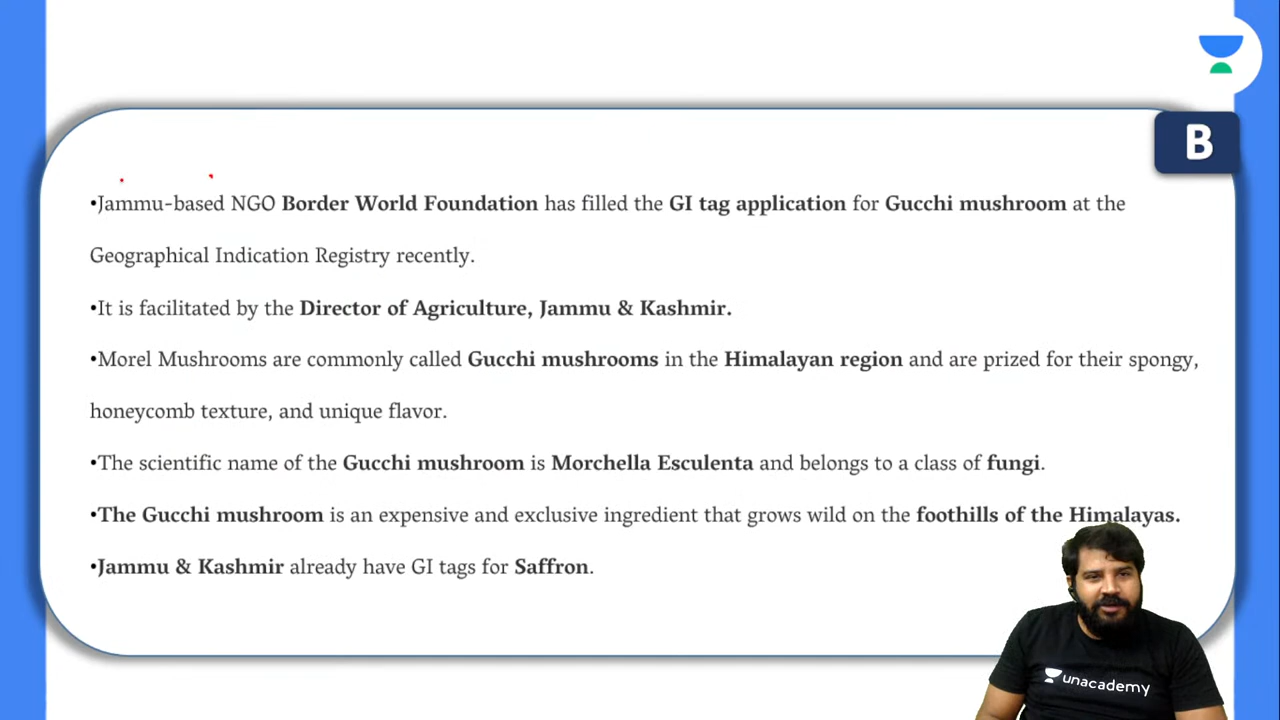 B
•Jammu-based NGO Border World Foundation has filled the GI tag application for Gucchi mushroom at the
Geographical Indication Registry recently.
•It is facilitated by the Director of Agriculture, Jammu & Kashmir.
•Morel Mushrooms are commonly called Gucchi mushrooms in the Himalayan region and are prized for their spongy,
honeycomb texture, and unique flavor.
•The scientific name of the Gucchi mushroom is Morchella Esculenta and belongs to a class of fungi.
•The Gucchi mushroom is an expensive and exclusive ingredient that grows wild on the foothills of the Himalayas.
•Jammu & Kashmir already have GI tags for Saffron.
unacademy